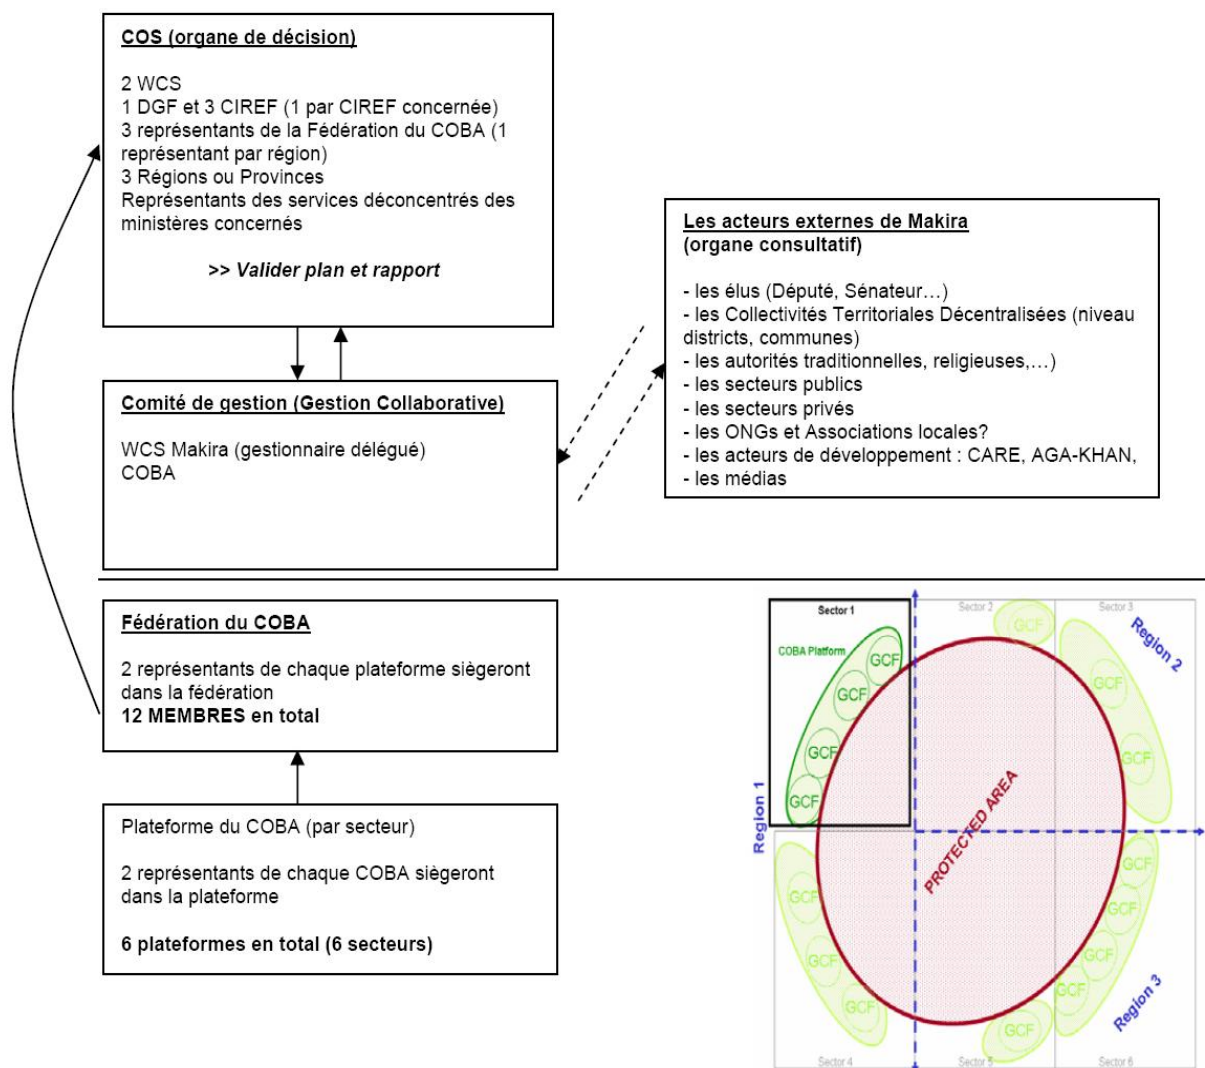 COS (organe de décision)
2 WCS
1 DGF et 3 CIREF (1 par CIREF concernée)
3 représentants de la Fédération du COBA (1
représentant par région)
3 Régions ou Provinces
Représentants des services déconcentrés des
ministères concernés
>> Valider plan et rapport
Les acteurs externes de Makira
(organe consultatif)
- les élus (Député, Sénateur…)
- les Collectivités Territoriales Décentralisées (niveau
districts, communes)
- les autorités traditionnelles, religieuses,…)
- les secteurs publics
- les secteurs privés
- les ONGs et Associations locales?
- les acteurs de développement : CARE, AGA-KHAN,
- les médias
Comité de gestion (Gestion Collaborative)
WCS Makira (gestionnaire délégué)
COBA
Fédération du COBA
2 représentants de chaque plateforme siègeront
dans la fédération
12 MEMBRES en total
Plateforme du COBA (par secteur)
2 représentants de chaque COBA siègeront
dans la plateforme
6 plateformes en total (6 secteurs)
Sector 1
Sector 2
Sector 3
COBA Platform
GCF
GCF
GCF
GCF
GCF
GCF
GCF
Region 1
Region 2
PROTECTED AREA
GCF
GCF
GCF
GCF
GCF
GCF
GCF
GCF
Region 3
Sector 4
Sector 5
Sector 6